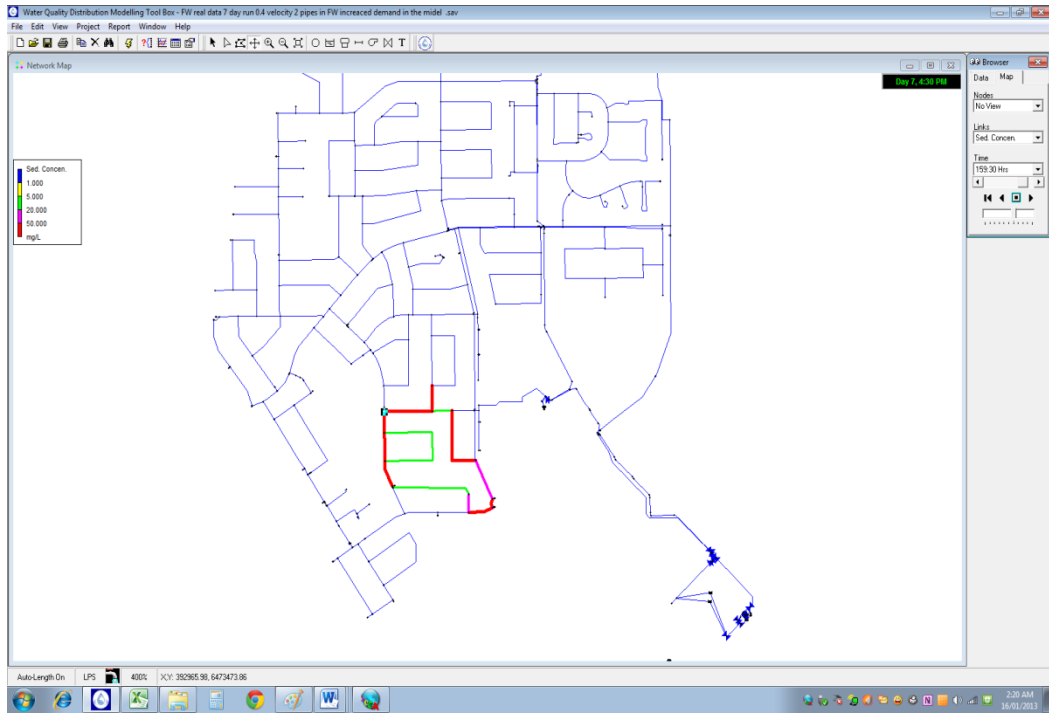 Water Quality Distribution Modelling Tool Box - FW real data 7 day run 0.4 velocity 2 pipes in FW increaced demand in the midel .sav
File Edit View Project Report Window Help
T
Network Map
Day 7, 4:30 PM
Browser
Data Map
Nodes
No View
Links
Sed. Concen.
Time
159:30 Hrs
Sed. Concen.
1.000
5.000
20.000
50.000
mg/L
Auto-Length On LPS 400% X,Y: 392965.98, 6473473.86
2:20 AM
16/01/2013